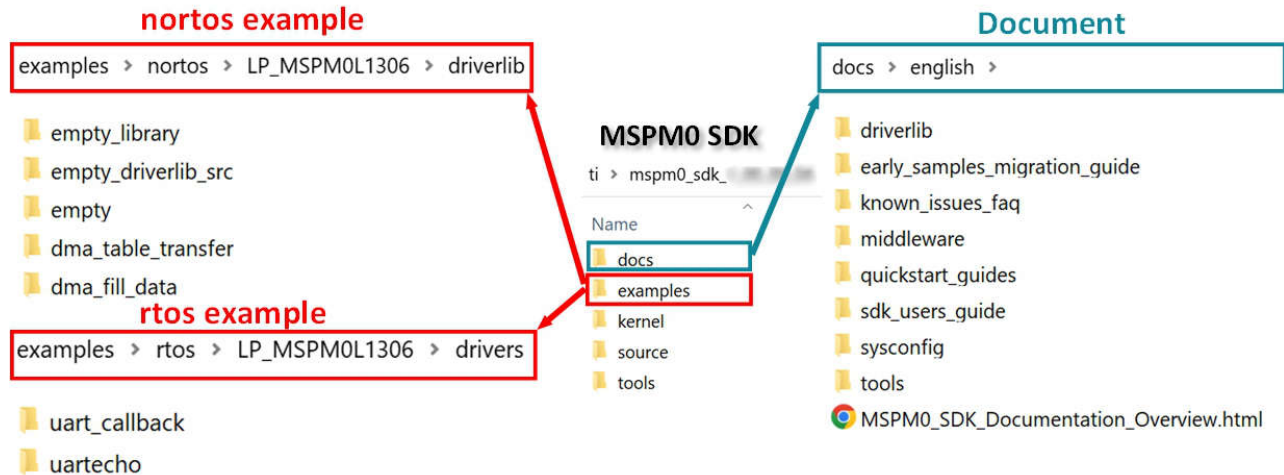 nortos example
examples > nortos > LP_MSPM0L1306 > driverlib
empty_library
empty_driverlib_src
empty
dma_table_transfer
dma_fill_data
rtos example
examples > rtos > LP_MSPM0L1306 > drivers
uart_callback
uartecho
MSPM0 SDK
ti > mspm0_sdk_
Name
docs
examples
kernel
source
tools
Document
docs > english >
driverlib
early_samples_migration_guide
known_issues_faq
middleware
quickstart_guides
sdk_users_guide
sysconfig
tools
MSPM0_SDK_Documentation_Overview.html